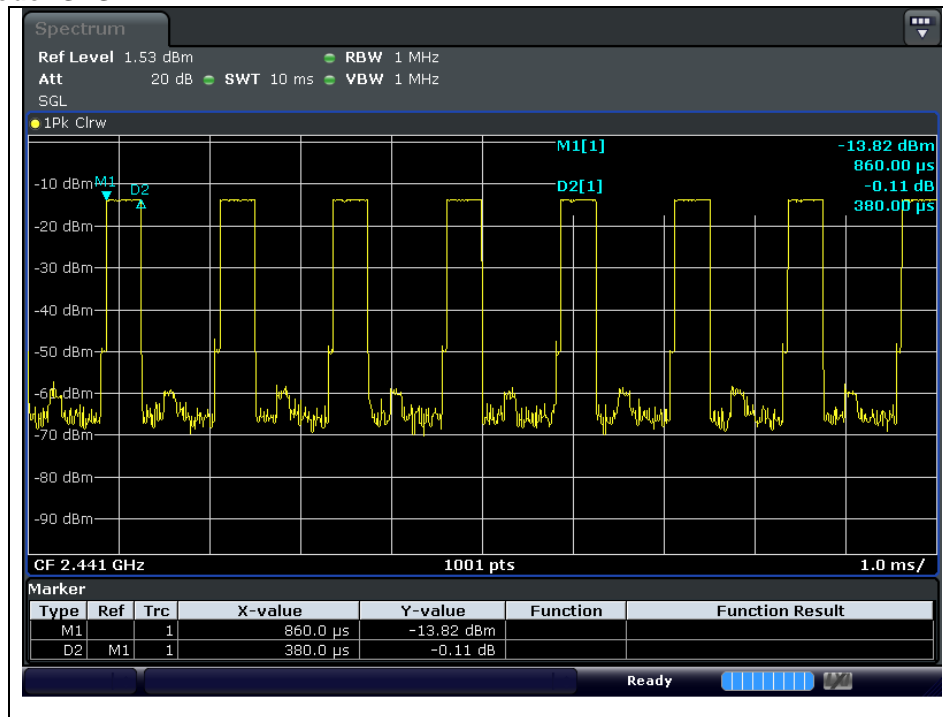 Spectrum
Ref Level 1.53 dBm RBW 1 MHz
Att 20 dB SWT 10 ms VBW 1 MHz
SGL
1Pk Clrw
M1[1] -13.82 dBm
860.00 µs
D2[1] -0.11 dB
380.00 µs
M1
D2
-10 dBm
-20 dBm
-30 dBm
-40 dBm
-50 dBm
-60 dBm
-70 dBm
-80 dBm
-90 dBm
CF 2.441 GHz 1001 pts 1.0 ms/
Marker
Type Ref Trc X-value Y-value Function Function Result
M1 1 860.0 µs -13.82 dBm
D2 M1 1 380.0 µs -0.11 dB
Ready